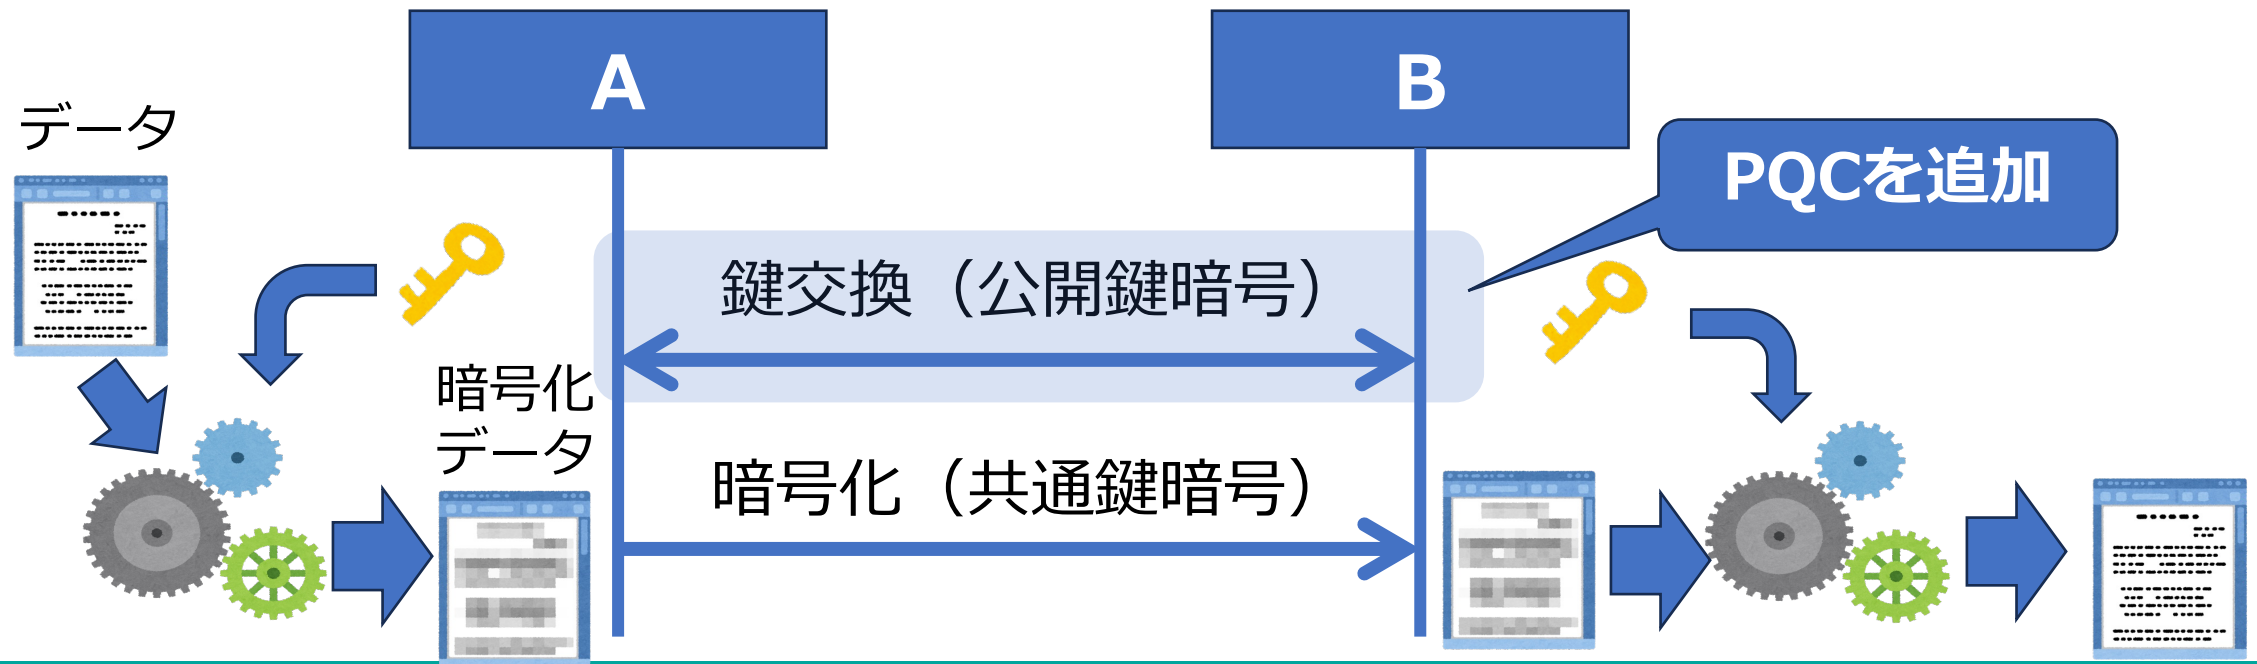 A
B
データ
PQCを追加
鍵交換（公開鍵暗号）
暗号化
データ
暗号化（共通鍵暗号）